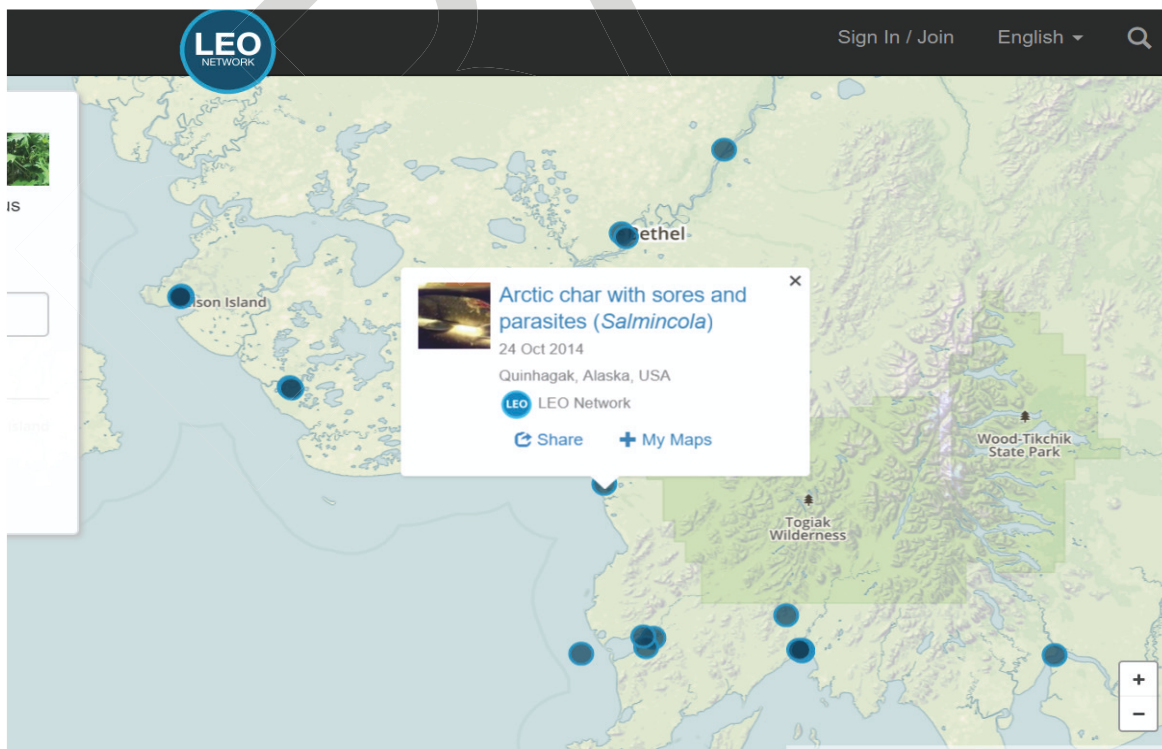 LEO
NETWORK
Sign In / Join
English
us
ethel
son Island
×
Arctic char with sores and
parasites (Salmincola)
24 Oct 2014
Quinhagak, Alaska, USA
LEO LEO Network
Share
My Maps
Wood-Tikchik
State Park
Togiak
Wilderness
+
−